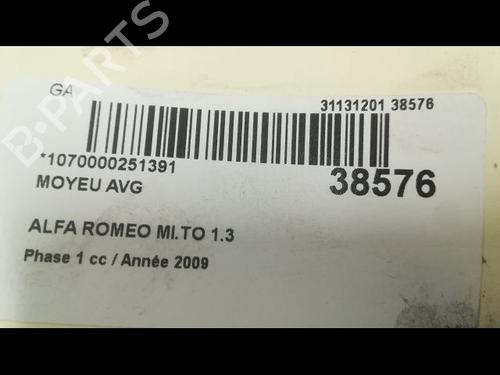 GA
31131201 38576
*1070000251391
38576
MOYEU AVG
ALFA ROMEO MI.TO 1.3
Phase 1 cc / Année 2009
B-PARTS